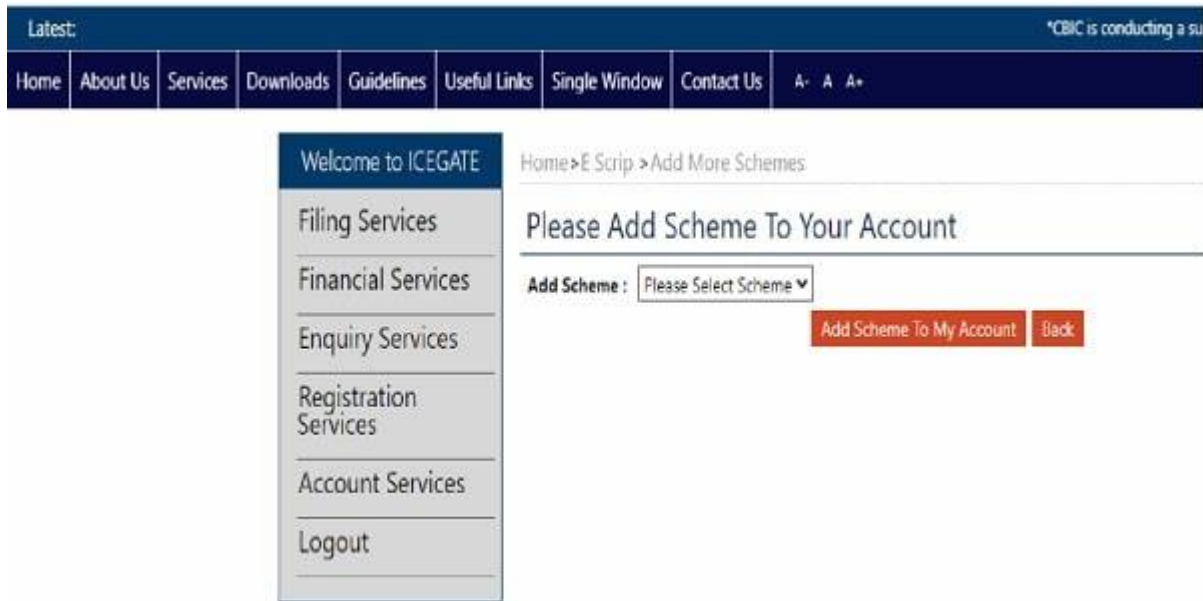 Latest:
*CBIC is conducting a su
Home About Us Services Downloads Guidelines Useful Links Single Window Contact Us A- A A+
Welcome to ICEGATE
Filing Services
Financial Services
Enquiry Services
Registration
Services
Account Services
Logout
Home>E Scrip >Add More Schemes
Please Add Scheme To Your Account
Add Scheme : Please Select Scheme
Add Scheme To My Account Back